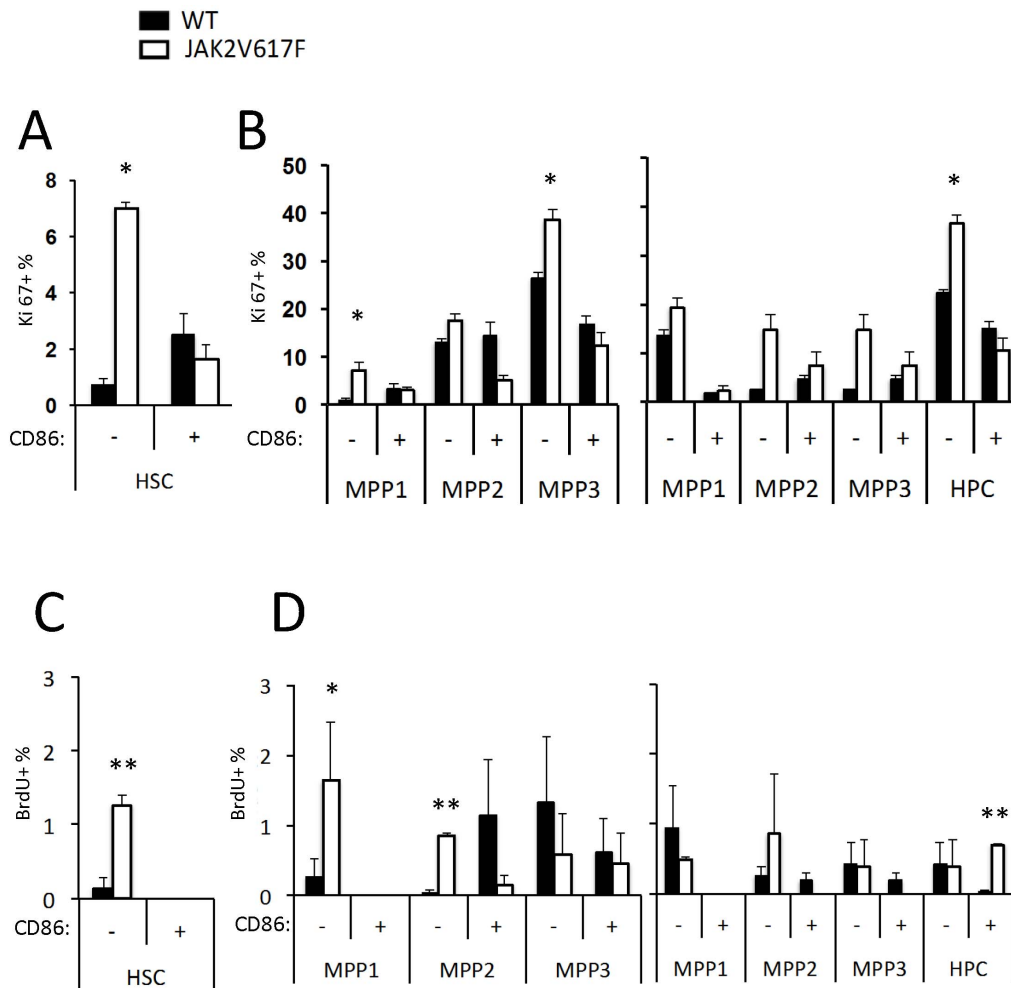 WT
JAK2V617F
A
B
*
8
6
4
2
0
Ki 67+ %
CD86:
-
+
HSC
50
40
30
20
10
0
Ki 67+ %
*
*
CD86:
- + - + - +
MPP1 MPP2 MPP3
*
- + - + - + - +
MPP1 MPP2 MPP3 HPC
C
D
3
2
1
0
BrdU+ %
**
CD86:
- +
HSC
3
2
1
0
BrdU+ %
*
**
CD86:
- + - + - +
MPP1 MPP2 MPP3
**
- + - + - + - +
MPP1 MPP2 MPP3 HPC